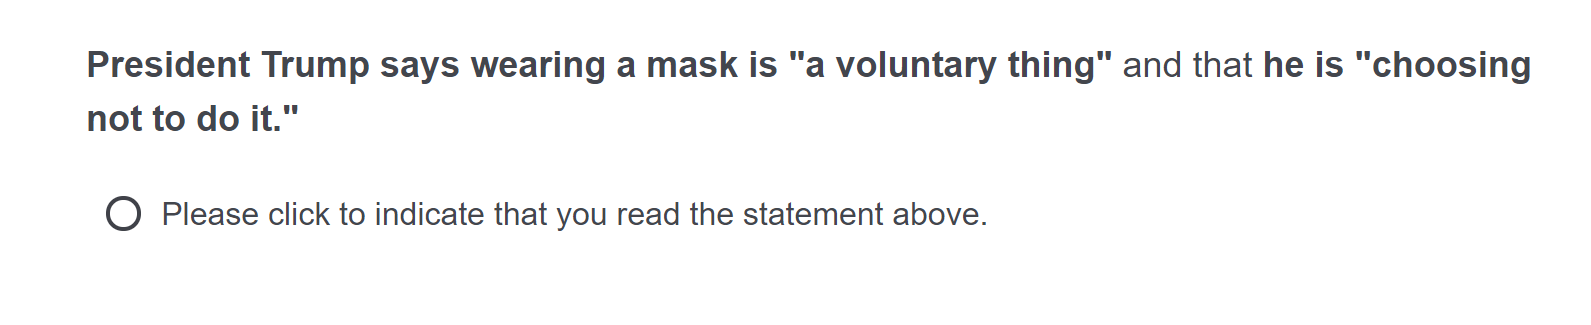 President Trump says wearing a mask is "a voluntary thing" and that he is "choosing
not to do it."
Please click to indicate that you read the statement above.